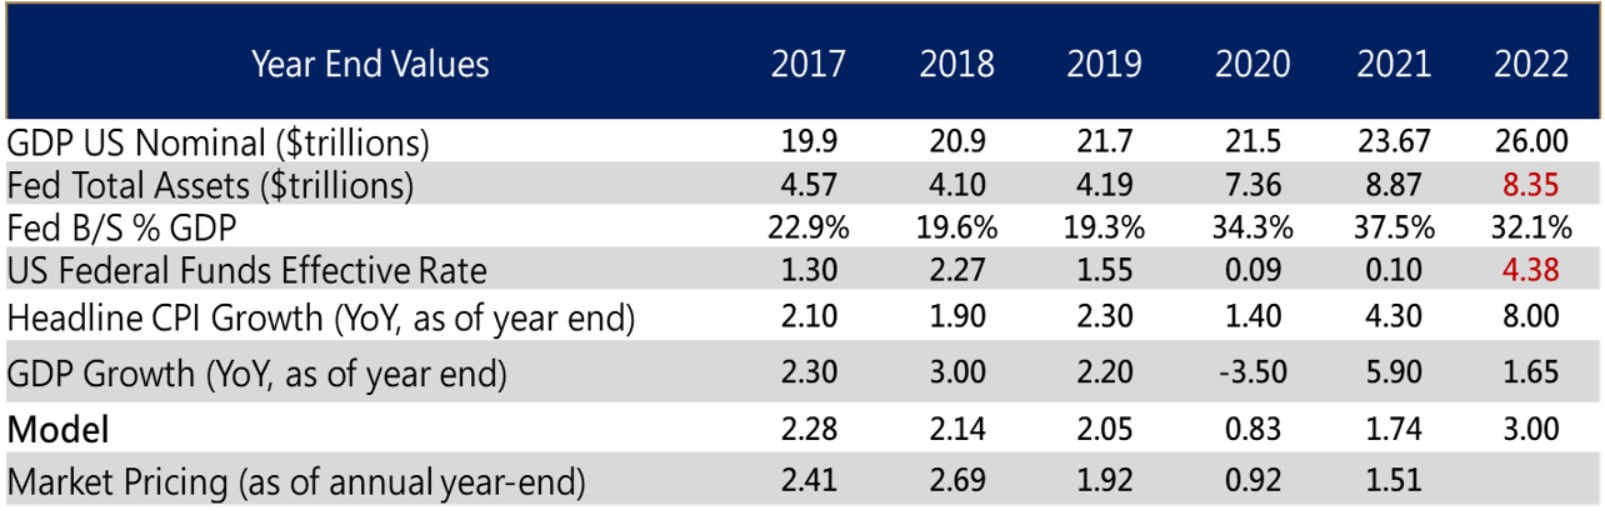 Year End Values 2017 2018 2019 2020 2021 2022
GDP US Nominal ($trillions) 19.9 20.9 21.7 21.5 23.67 26.00
Fed Total Assets ($trillions) 4.57 4.10 4.19 7.36 8.87 8.35
Fed B/S % GDP 22.9% 19.6% 19.3% 34.3% 37.5% 32.1%
US Federal Funds Effective Rate 1.30 2.27 1.55 0.09 0.10 4.38
Headline CPI Growth (YoY, as of year end) 2.10 1.90 2.30 1.40 4.30 8.00
GDP Growth (YoY, as of year end) 2.30 3.00 2.20 -3.50 5.90 1.65
Model 2.28 2.14 2.05 0.83 1.74 3.00
Market Pricing (as of annual year-end) 2.41 2.69 1.92 0.92 1.51